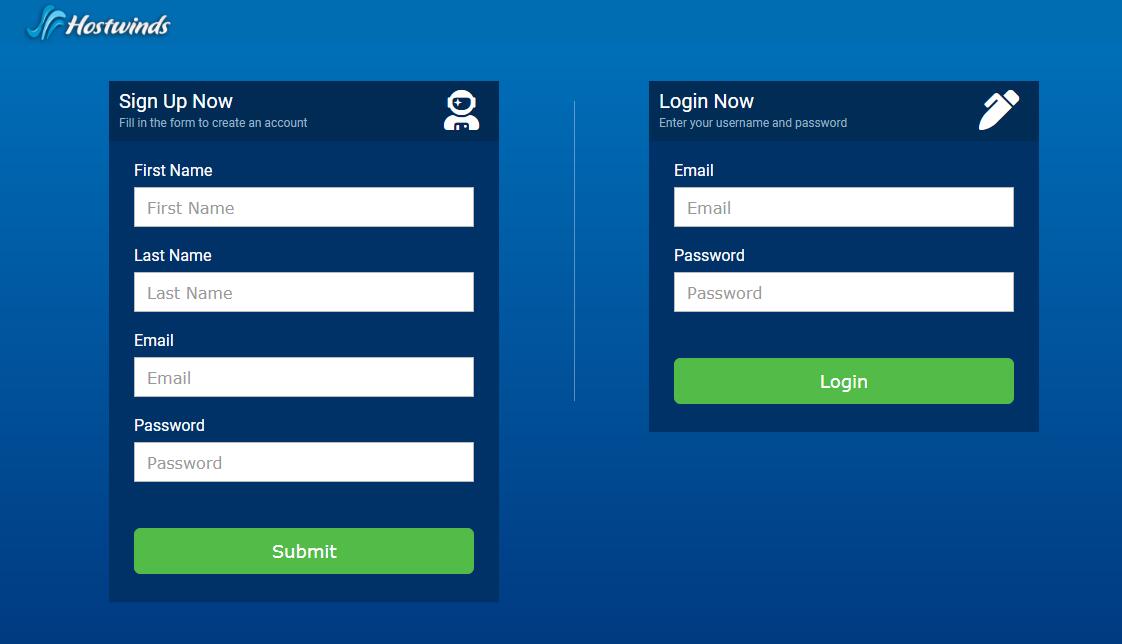 Hostwinds
Sign Up Now
Fill in the form to create an account
First Name
First Name
Last Name
Last Name
Email
Email
Password
Password
Submit
Login Now
Enter your username and password
Email
Email
Password
Password
Login